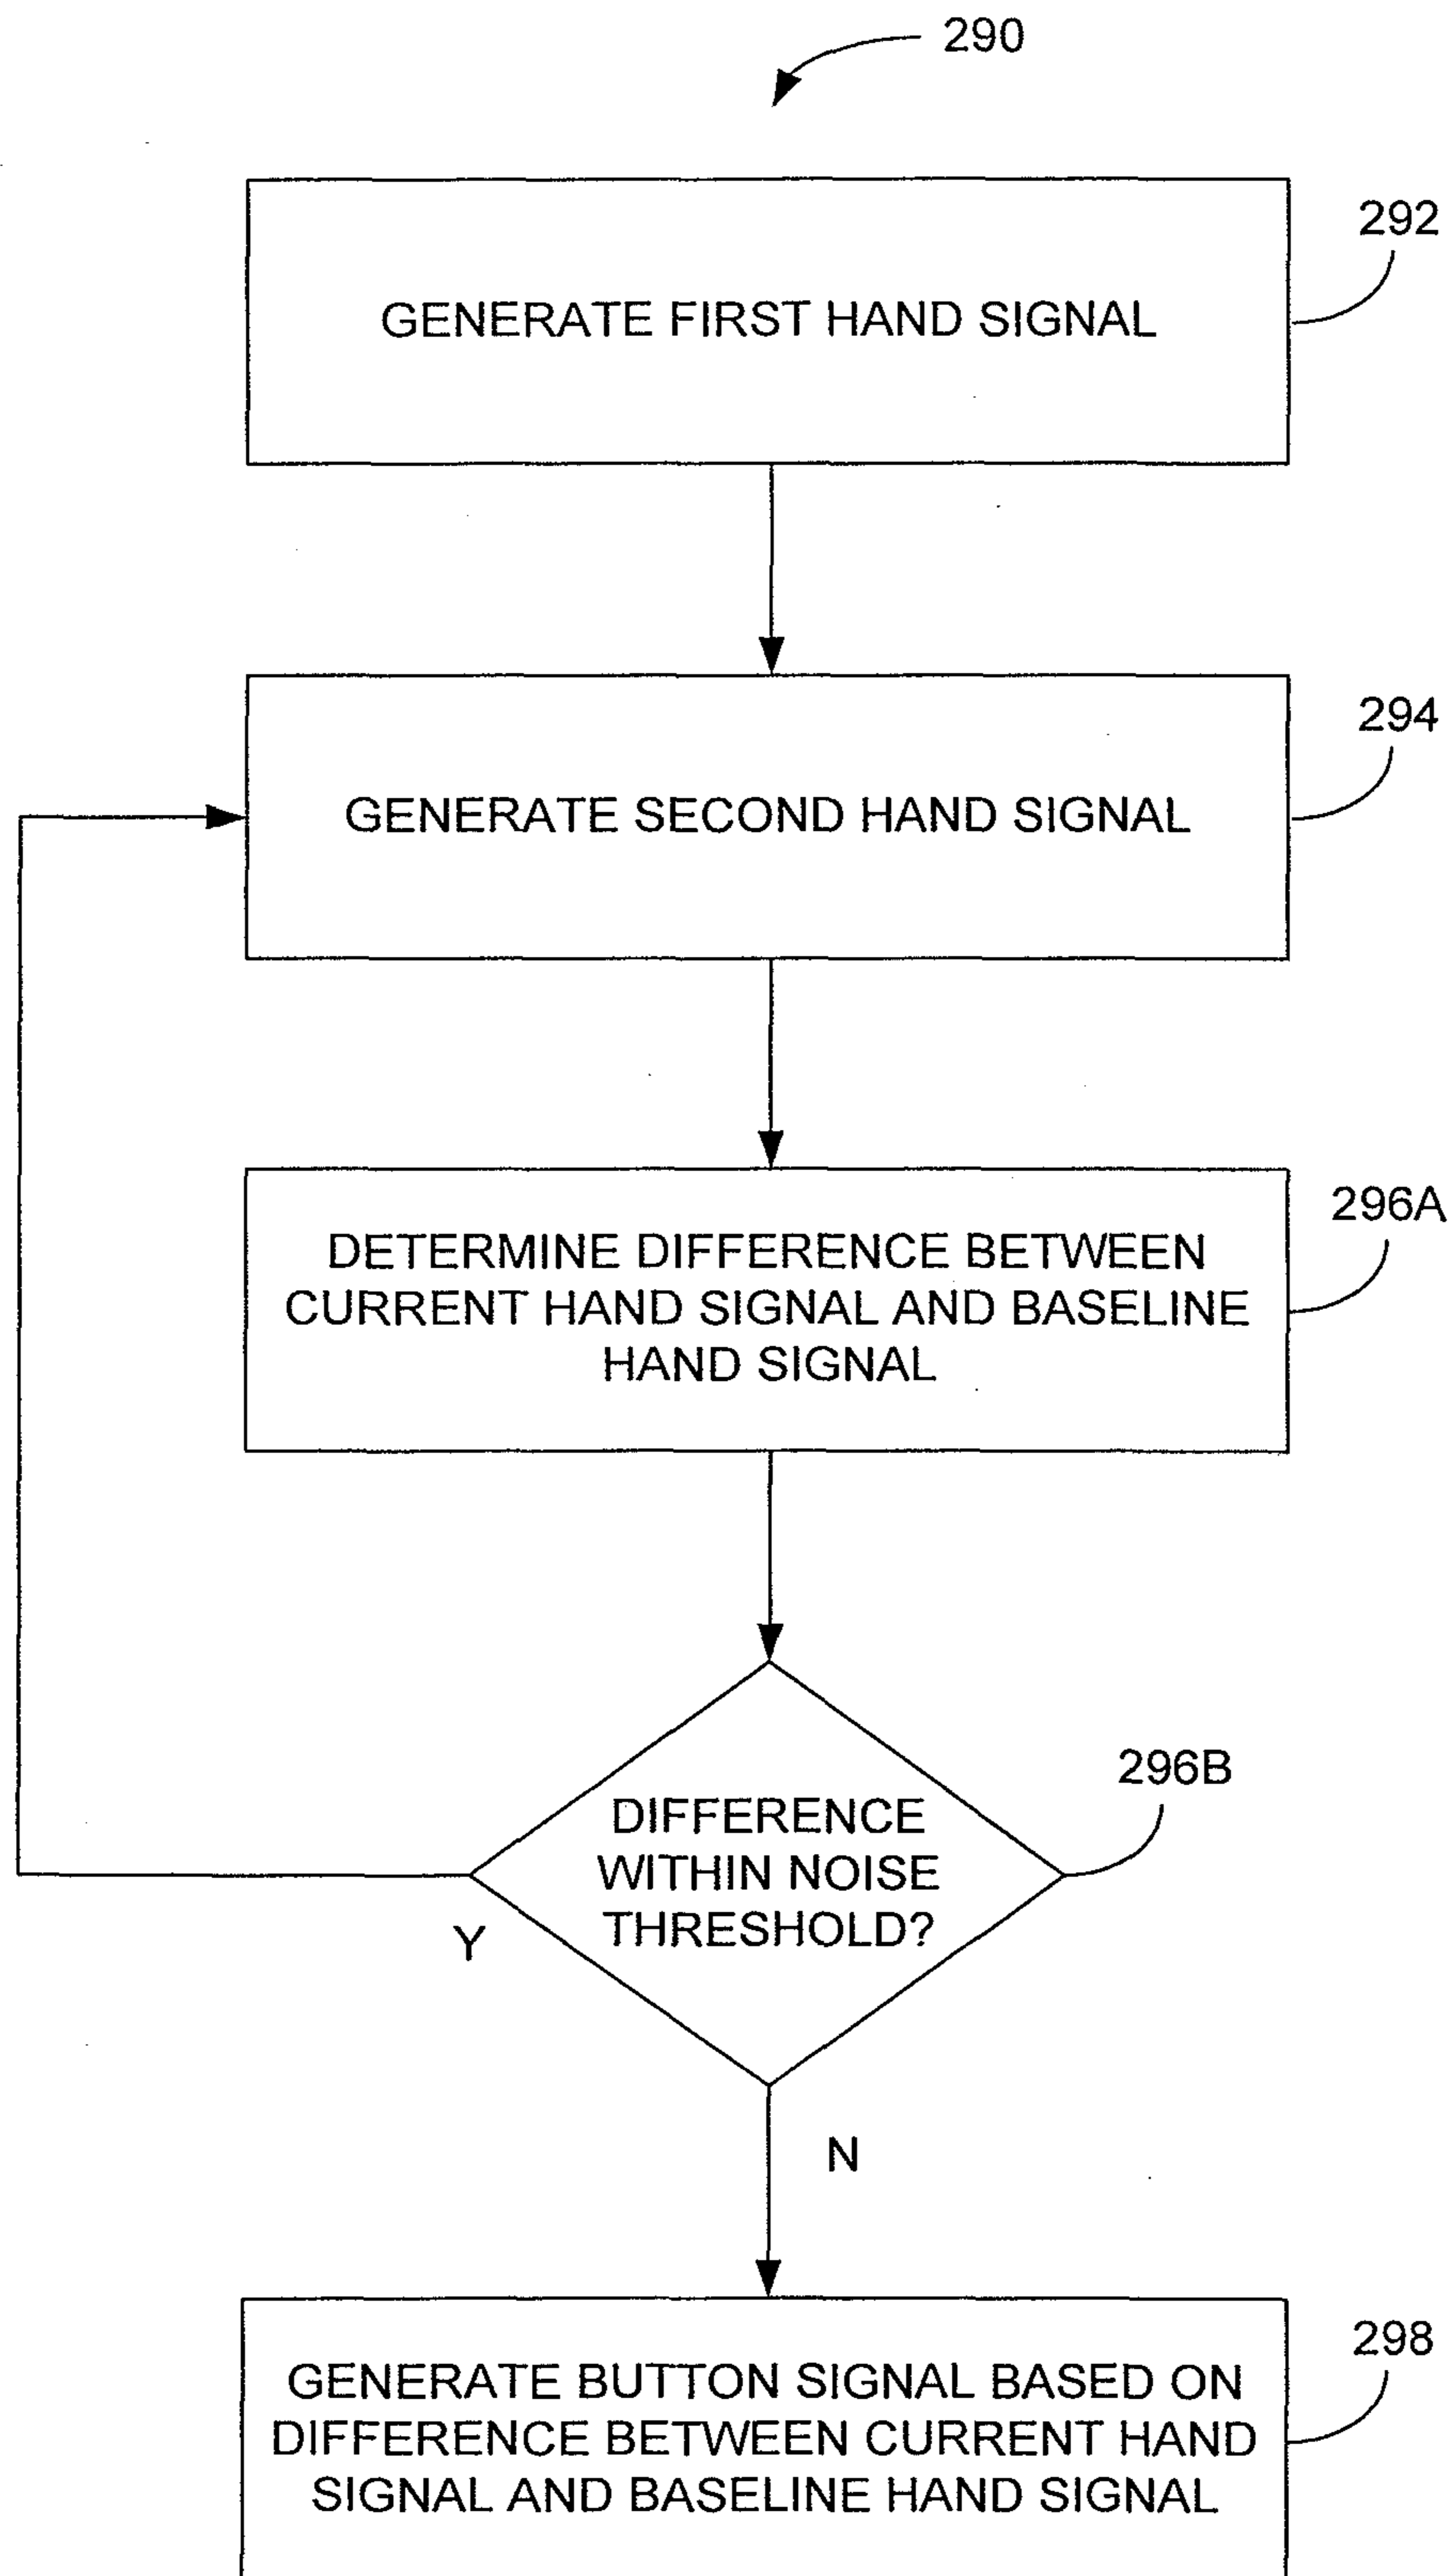 290
292
GENERATE FIRST HAND SIGNAL
294
GENERATE SECOND HAND SIGNAL
296A
DETERMINE DIFFERENCE BETWEEN
CURRENT HAND SIGNAL AND BASELINE
HAND SIGNAL
296B
DIFFERENCE
WITHIN NOISE
THRESHOLD?
Y
N
298
GENERATE BUTTON SIGNAL BASED ON
DIFFERENCE BETWEEN CURRENT HAND
SIGNAL AND BASELINE HAND SIGNAL